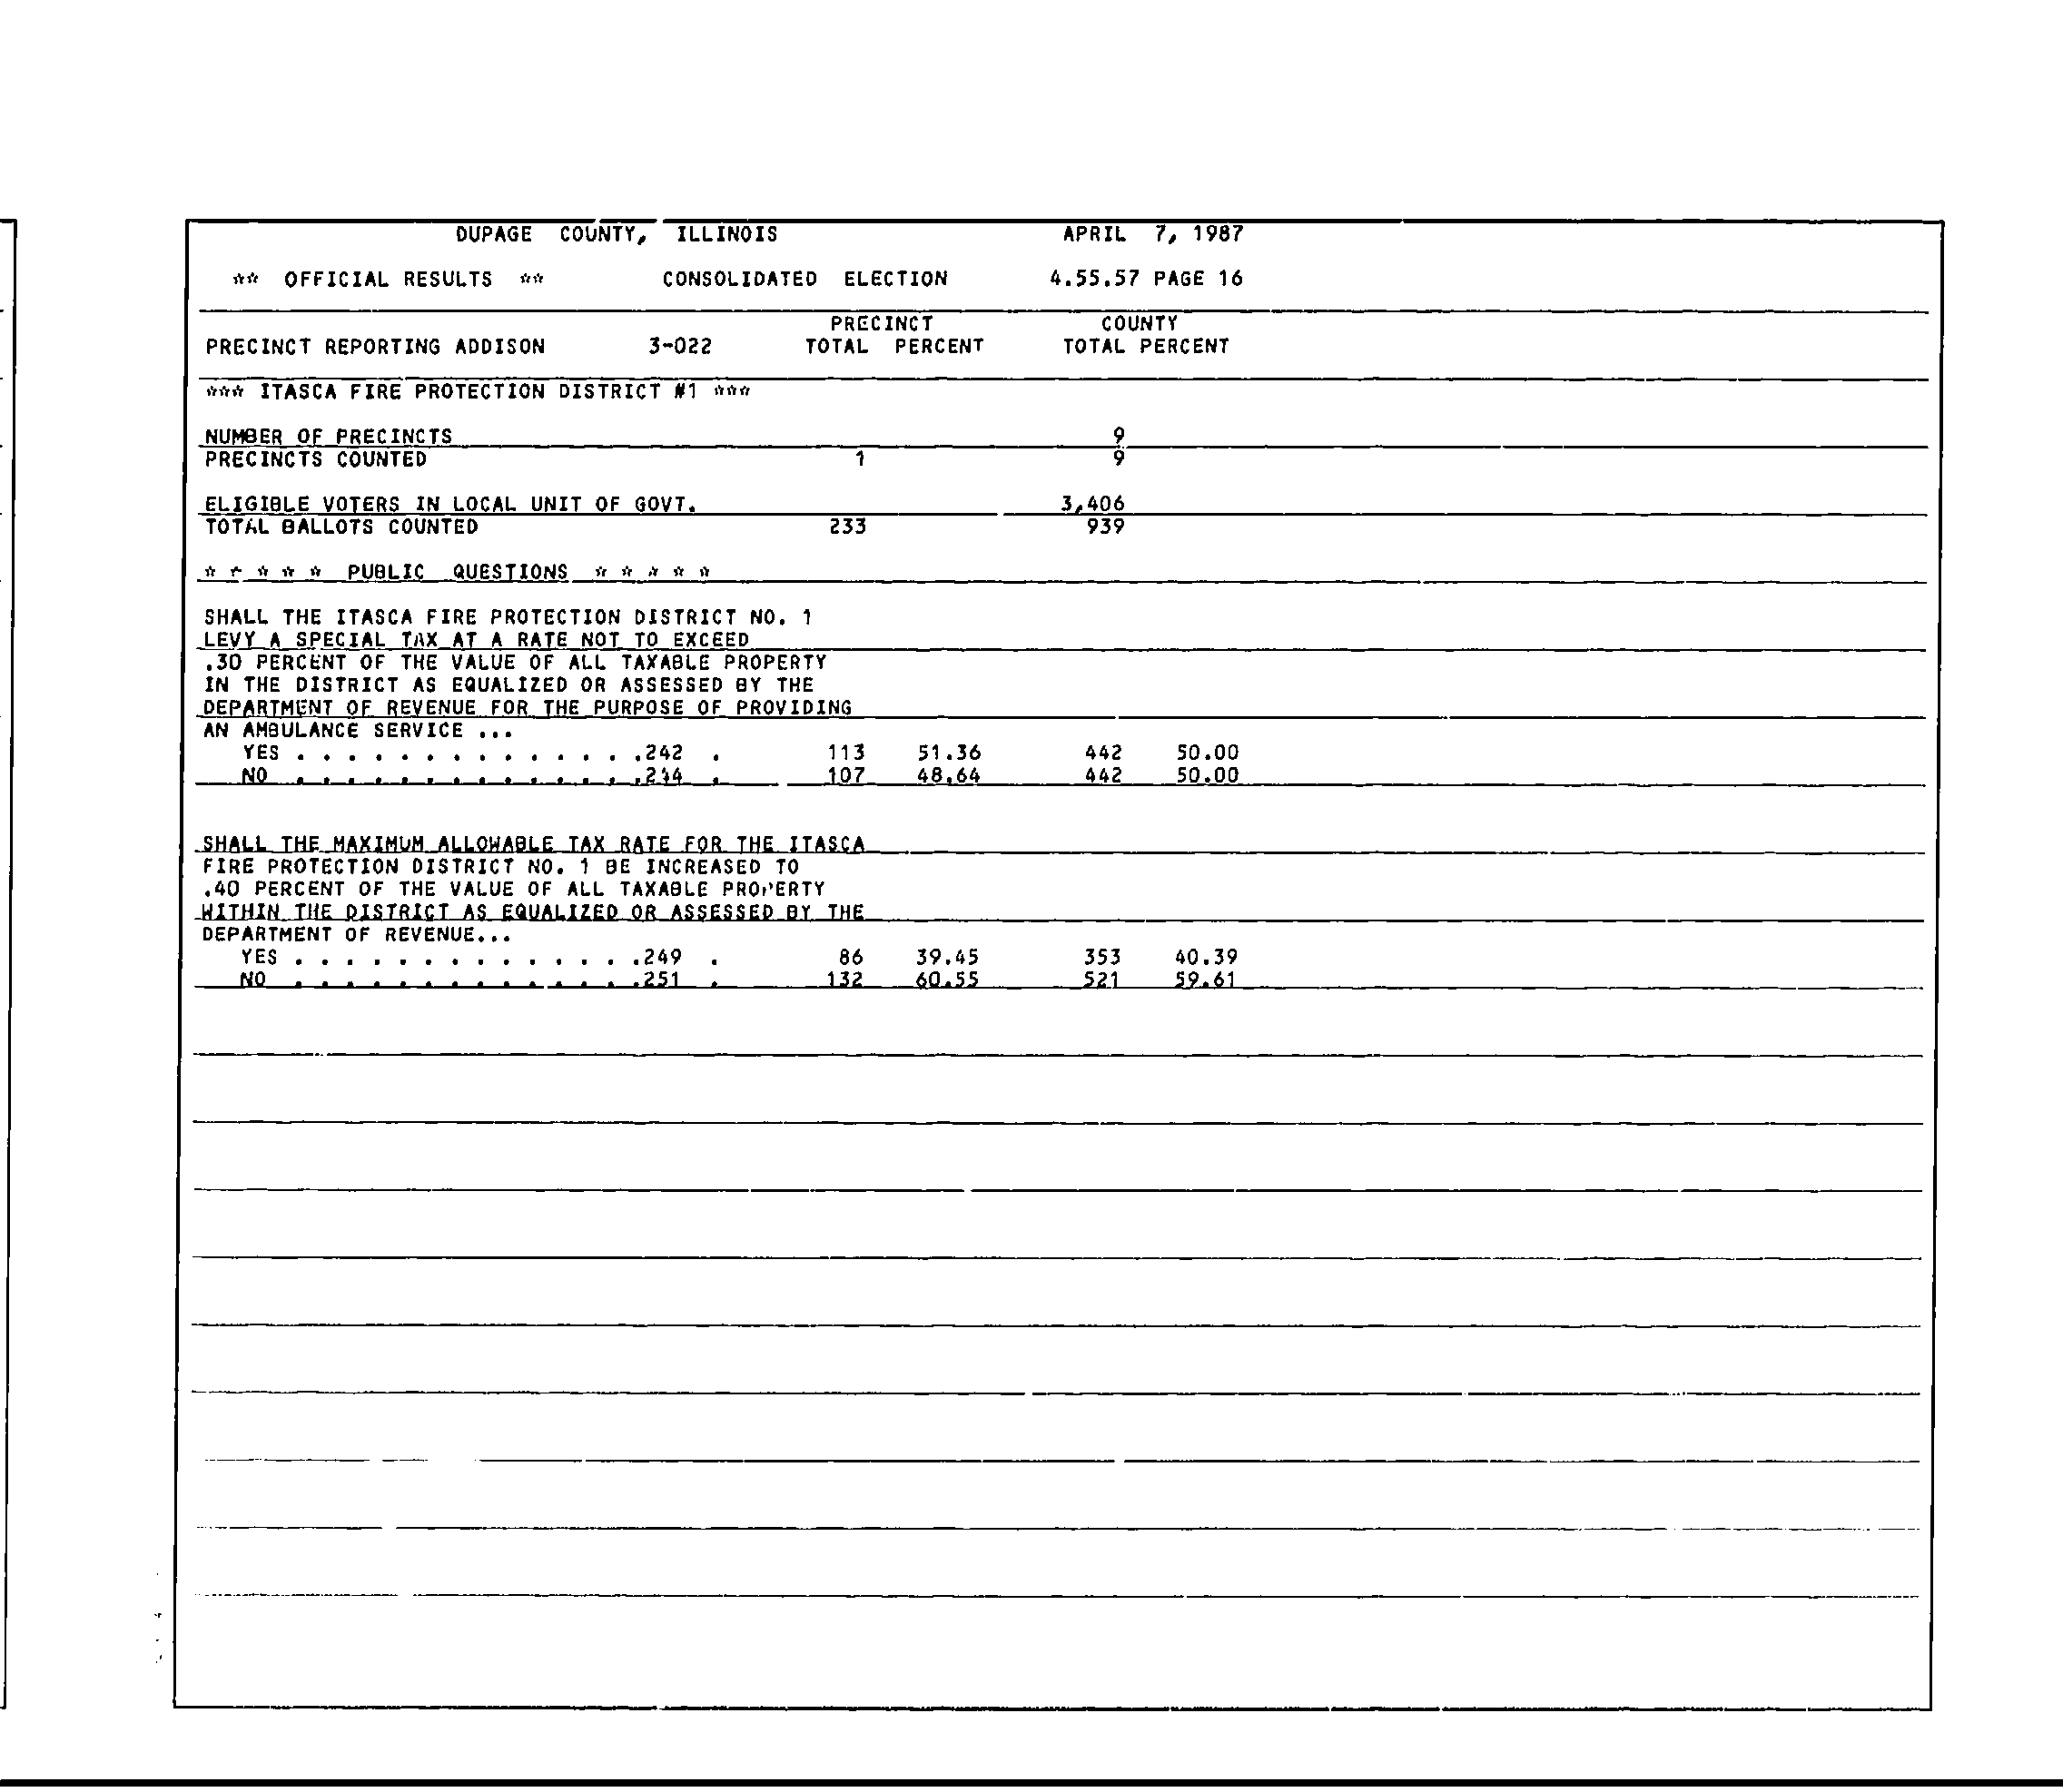 DUPAGE COUNTY, ILLINOIS APRIL 7, 1987
** OFFICIAL RESULTS ** CONSOLIDATED ELECTION 4.55.57 PAGE 16
PRECINCT COUNTY
PRECINCT REPORTING ADDISON 3-022 TOTAL PERCENT TOTAL PERCENT
*** ITASCA FIRE PROTECTION DISTRICT #1 ***
NUMBER OF PRECINCTS 9
PRECINCTS COUNTED 1 9
ELIGIBLE VOTERS IN LOCAL UNIT OF GOVT. 3,406
TOTAL BALLOTS COUNTED 233 939
* * * * * PUBLIC QUESTIONS * * * * *
SHALL THE ITASCA FIRE PROTECTION DISTRICT NO. 1
LEVY A SPECIAL TAX AT A RATE NOT TO EXCEED
.30 PERCENT OF THE VALUE OF ALL TAXABLE PROPERTY
IN THE DISTRICT AS EQUALIZED OR ASSESSED BY THE
DEPARTMENT OF REVENUE FOR THE PURPOSE OF PROVIDING
AN AMBULANCE SERVICE ...
YES . . . . . . . . . . . . . .242 . 113 51.36 442 50.00
NO . . . . . . . . . . . . . .244 . 107 48.64 442 50.00
SHALL THE MAXIMUM ALLOWABLE TAX RATE FOR THE ITASCA
FIRE PROTECTION DISTRICT NO. 1 BE INCREASED TO
.40 PERCENT OF THE VALUE OF ALL TAXABLE PROPERTY
WITHIN THE DISTRICT AS EQUALIZED OR ASSESSED BY THE
DEPARTMENT OF REVENUE...
YES . . . . . . . . . . . . . .249 . 86 39.45 353 40.39
NO . . . . . . . . . . . . . .251 . 132 60.55 521 59.61